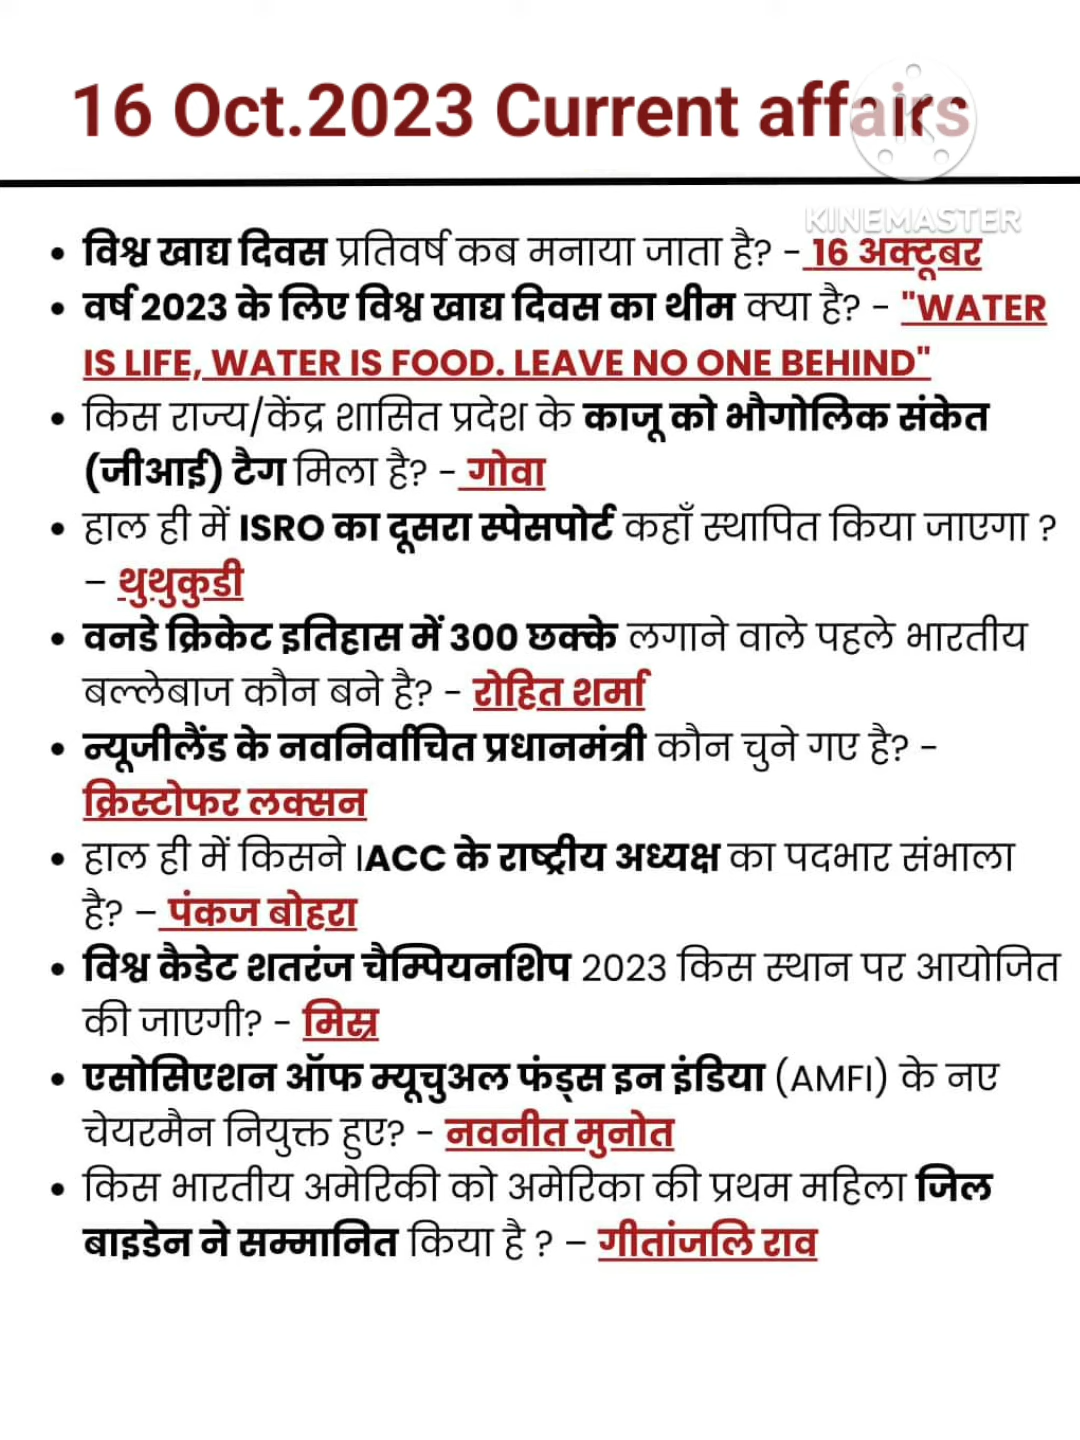 16 Oct.2023 Current affairs
KINEMASTER
• विश्व खाद्य दिवस प्रतिवर्ष कब मनाया जाता है? - 16 अक्टूबर
• वर्ष 2023 के लिए विश्व खाद्य दिवस का थीम क्या है? - "WATER
IS LIFE, WATER IS FOOD. LEAVE NO ONE BEHIND"
• किस राज्य/केंद्र शासित प्रदेश के काजू को भौगोलिक संकेत
(जीआई) टैग मिला है? - गोवा
• हाल ही में ISRO का दूसरा स्पेसपोर्ट कहाँ स्थापित किया जाएगा ?
– थुथुकुडी
• वनडे क्रिकेट इतिहास में 300 छक्के लगाने वाले पहले भारतीय
बल्लेबाज कौन बने है? - रोहित शर्मा
• न्यूजीलैंड के नवनिर्वाचित प्रधानमंत्री कौन चुने गए है? -
क्रिस्टोफर लक्सन
• हाल ही में किसने IACC के राष्ट्रीय अध्यक्ष का पदभार संभाला
है? – पंकज बोहरा
• विश्व कैडेट शतरंज चैम्पियनशिप 2023 किस स्थान पर आयोजित
की जाएगी? - मिस्र
• एसोसिएशन ऑफ म्यूचुअल फंड्स इन इंडिया (AMFI) के नए
चेयरमैन नियुक्त हुए? - नवनीत मुनोत
• किस भारतीय अमेरिकी को अमेरिका की प्रथम महिला जिल
बाइडेन ने सम्मानित किया है ? – गीतांजलि राव